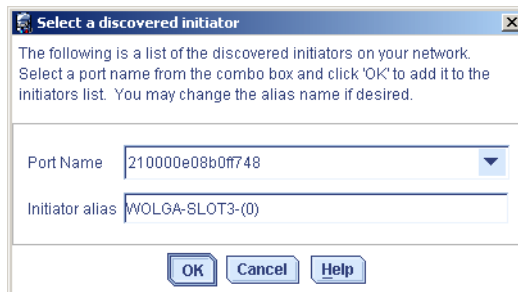 Select a discovered initiator
The following is a list of the discovered initiators on your network.
Select a port name from the combo box and click 'OK' to add it to the
initiators list. You may change the alias name if desired.
Port Name 210000e08b0ff748
Initiator alias WOLGA-SLOT3-(0)
OK Cancel Help